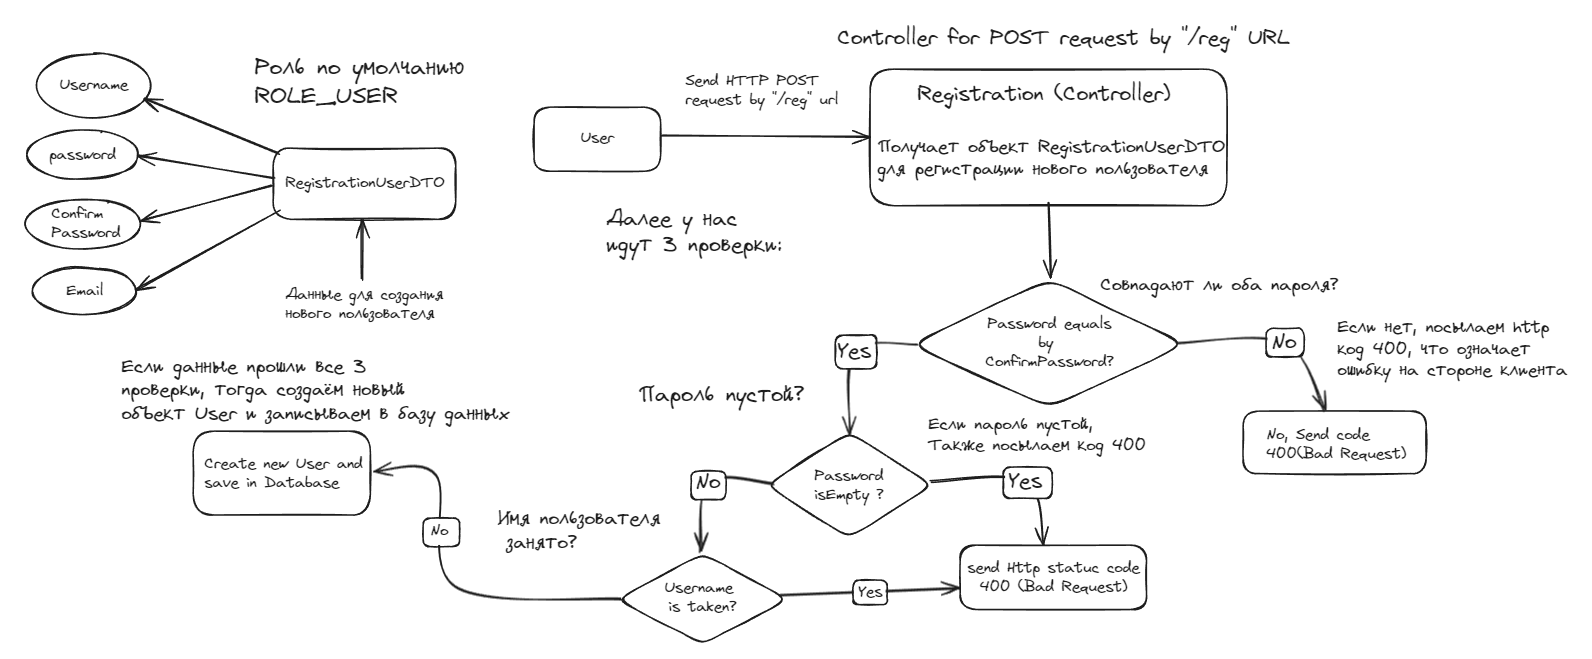 Controller for POST request by "/reg" URL
Роль по умолчанию
ROLE_USER
Username
password
Confirm
Password
Email
RegistrationUserDTO
Данные для создания
нового пользователя
User
Send HTTP POST
request by "/reg" url
Registration (Controller)
Получает объект RegistrationUserDTO
для регистрации нового пользователя
Далее у нас
идут 3 проверки:
Совпадают ли оба пароля?
Password equals
by
ConfirmPassword?
Yes
No
Если нет, посылаем http
код 400, что означает
ошибку на стороне клиента
No, Send code
400(Bad Request)
Пароль пустой?
Если пароль пустой,
Также посылаем код 400
Password
isEmpty ?
No
Yes
send Http statuc code
400 (Bad Request)
Имя пользователя
занято?
Username
is taken?
Yes
No
Если данные прошли все 3
проверки, тогда создаём новый
объект User и записываем в базу данных
Create new User and
save in Database